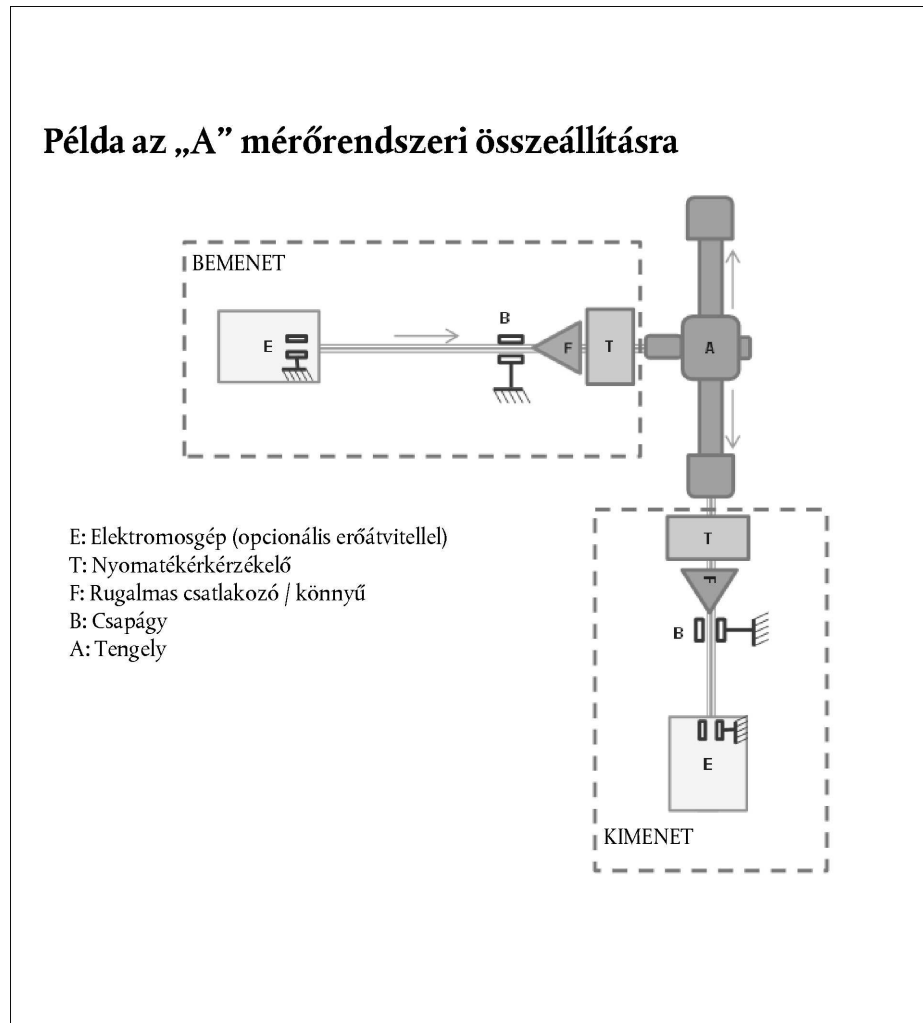 Példa az „A” mérőrendszeri összeállításra
BEMENET
E
B
F
T
A
E: Elektromosgép (opcionális erőátvitellel)
T: Nyomatékérkérzékelő
F: Rugalmas csatlakozó / könnyű
B: Csapágy
A: Tengely
T
F
B
E
KIMENET